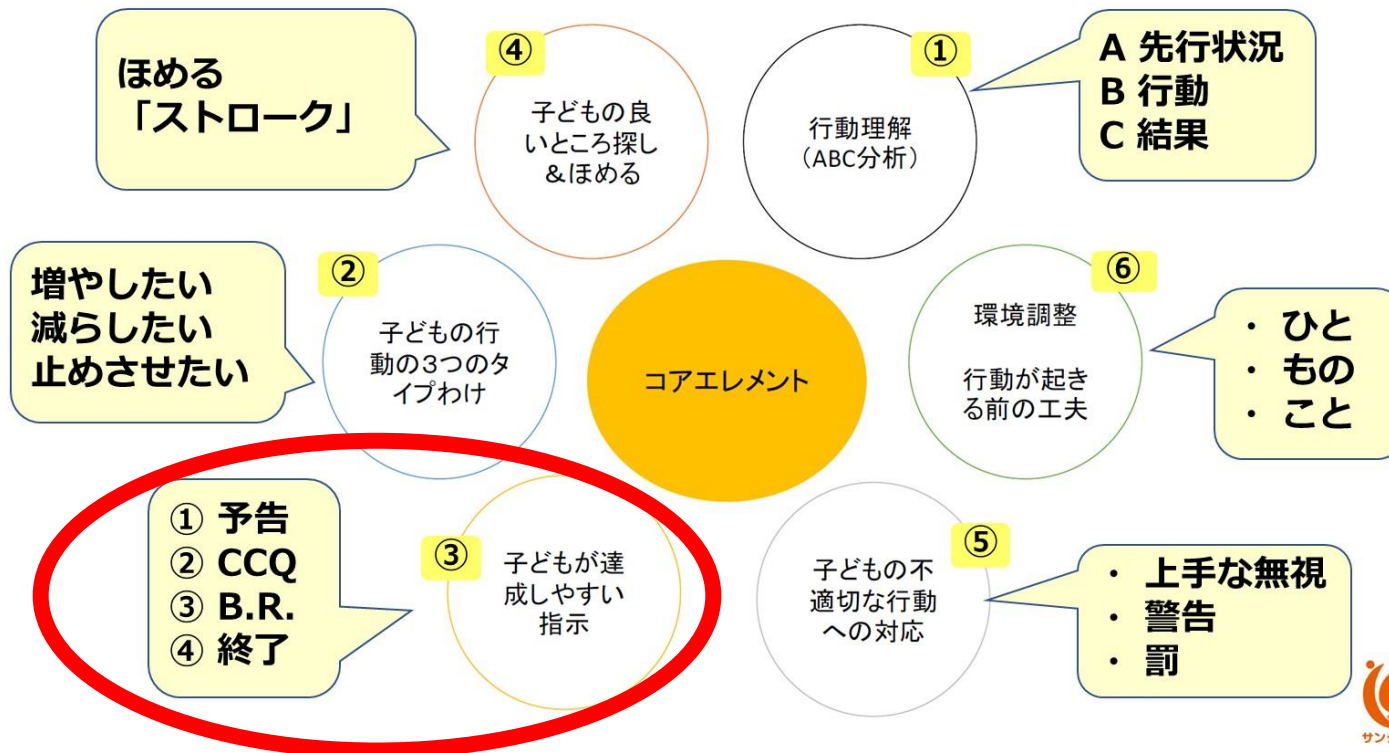 ほめる
「ストローク」
④
子どもの良
いところ探し
&ほめる
①
行動理解
(ABC分析)
A 先行状況
B 行動
C 結果
増やしたい
減らしたい
止めさせたい
②
子どもの行
動の3つのタ
イプわけ
コアエレメント
⑥
環境調整
行動が起き
る前の工夫
・ ひと
・ もの
・ こと
① 予告
② CCQ
③ B.R.
④ 終了
③
子どもが達
成しやすい
指示
⑤
子どもの不
適切な行動
への対応
・ 上手な無視
・ 警告
・ 罰